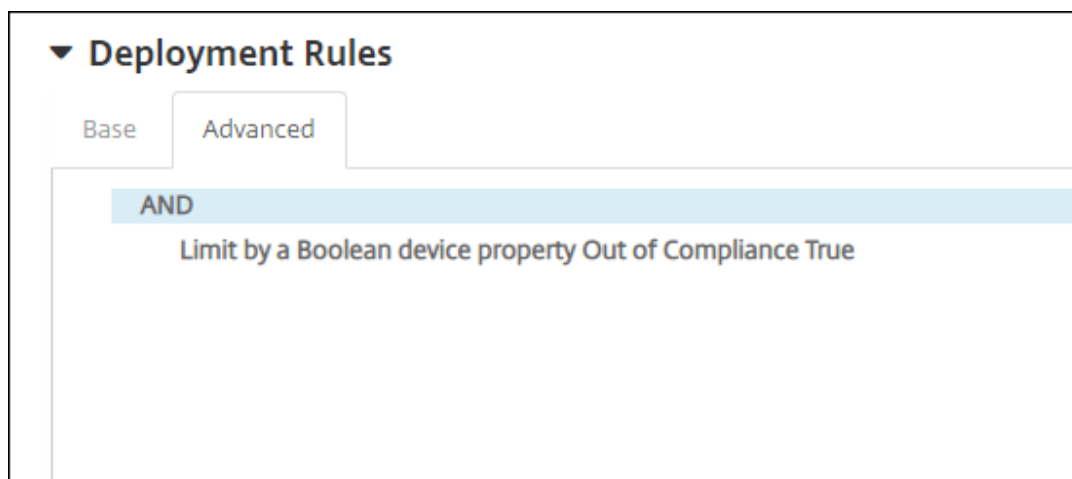 Deployment Rules
Base
Advanced
AND
Limit by a Boolean device property Out of Compliance True